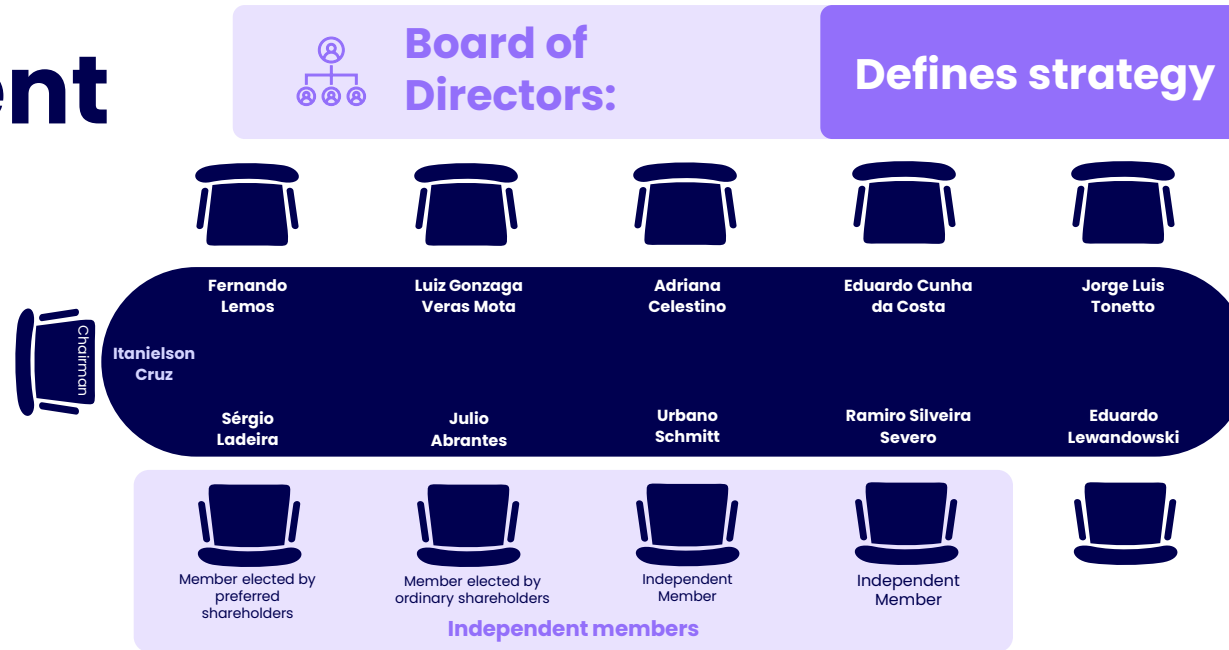 ent
Board of
Directors:
Defines strategy
Fernando
Lemos
Luiz Gonzaga
Veras Mota
Adriana
Celestino
Eduardo Cunha
da Costa
Jorge Luis
Tonetto
Chairman
Itanielson
Cruz
Sérgio
Ladeira
Julio
Abrantes
Urbano
Schmitt
Ramiro Silveira
Severo
Eduardo
Lewandowski
Member elected by
preferred
shareholders
Member elected by
ordinary shareholders
Independent
Member
Independent
Member
Independent members